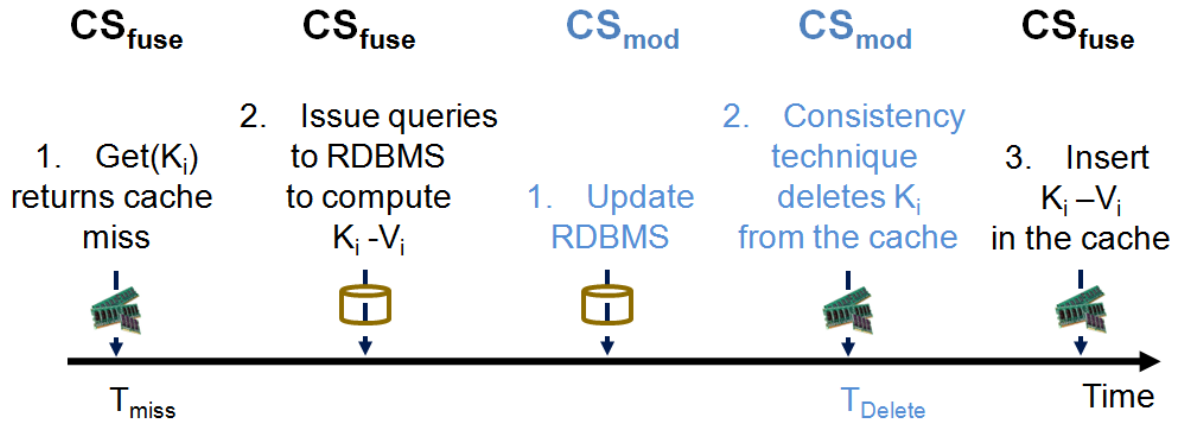 CSfuse
CSfuse
CSmod
CSmod
CSfuse
1. Get(Ki)
returns cache
miss
2. Issue queries
to RDBMS
to compute
Ki -Vi
1. Update
RDBMS
2. Consistency
technique
deletes Ki
from the cache
3. Insert
Ki –Vi
in the cache
Tmiss
TDelete
Time